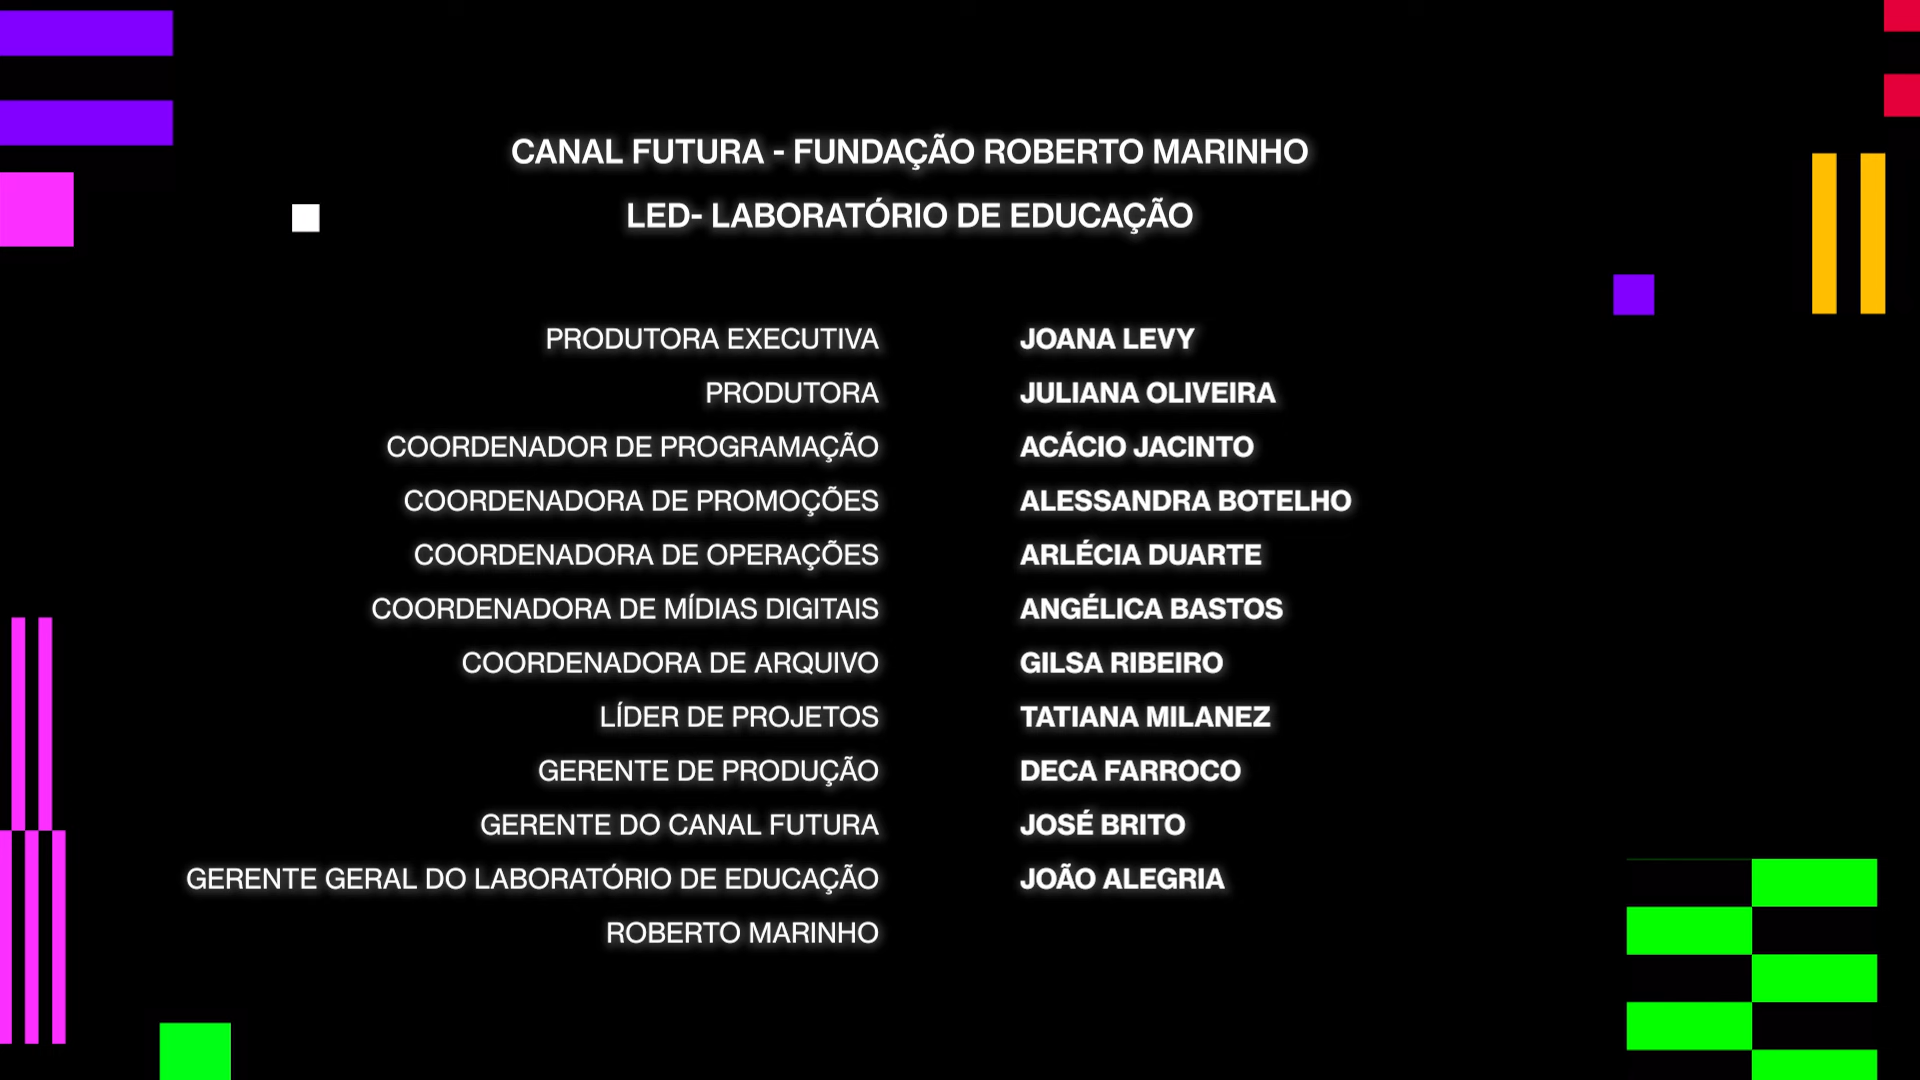 CANAL FUTURA - FUNDAÇÃO ROBERTO MARINHO
LED- LABORATÓRIO DE EDUCAÇÃO
PRODUTORA EXECUTIVA JOANA LEVY
PRODUTORA JULIANA OLIVEIRA
COORDENADOR DE PROGRAMAÇÃO ACÁCIO JACINTO
COORDENADORA DE PROMOÇÕES ALESSANDRA BOTELHO
COORDENADORA DE OPERAÇÕES ARLÉCIA DUARTE
COORDENADORA DE MÍDIAS DIGITAIS ANGÉLICA BASTOS
COORDENADORA DE ARQUIVO GILSA RIBEIRO
LÍDER DE PROJETOS TATIANA MILANEZ
GERENTE DE PRODUÇÃO DECA FARROCO
GERENTE DO CANAL FUTURA JOSÉ BRITO
GERENTE GERAL DO LABORATÓRIO DE EDUCAÇÃO JOÃO ALEGRIA
ROBERTO MARINHO